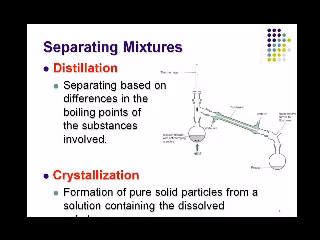 Separating Mixtures
Distillation
Separating based on
differences in the
boiling points of
the substances
involved.
Crystallization
Formation of pure solid particles from a
solution containing the dissolved